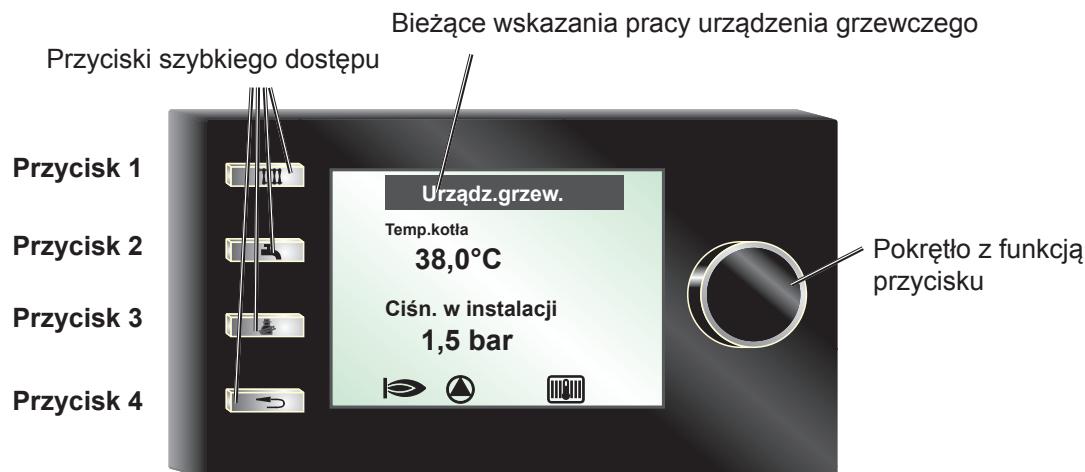 Bieżące wskazania pracy urządzenia grzewczego
Przyciski szybkiego dostępu
Przycisk 1
Przycisk 2
Przycisk 3
Przycisk 4
Urządz.grzew.
Temp.kotła
38,0°C
Ciśn. w instalacji
1,5 bar
Pokrętło z funkcją
przycisku